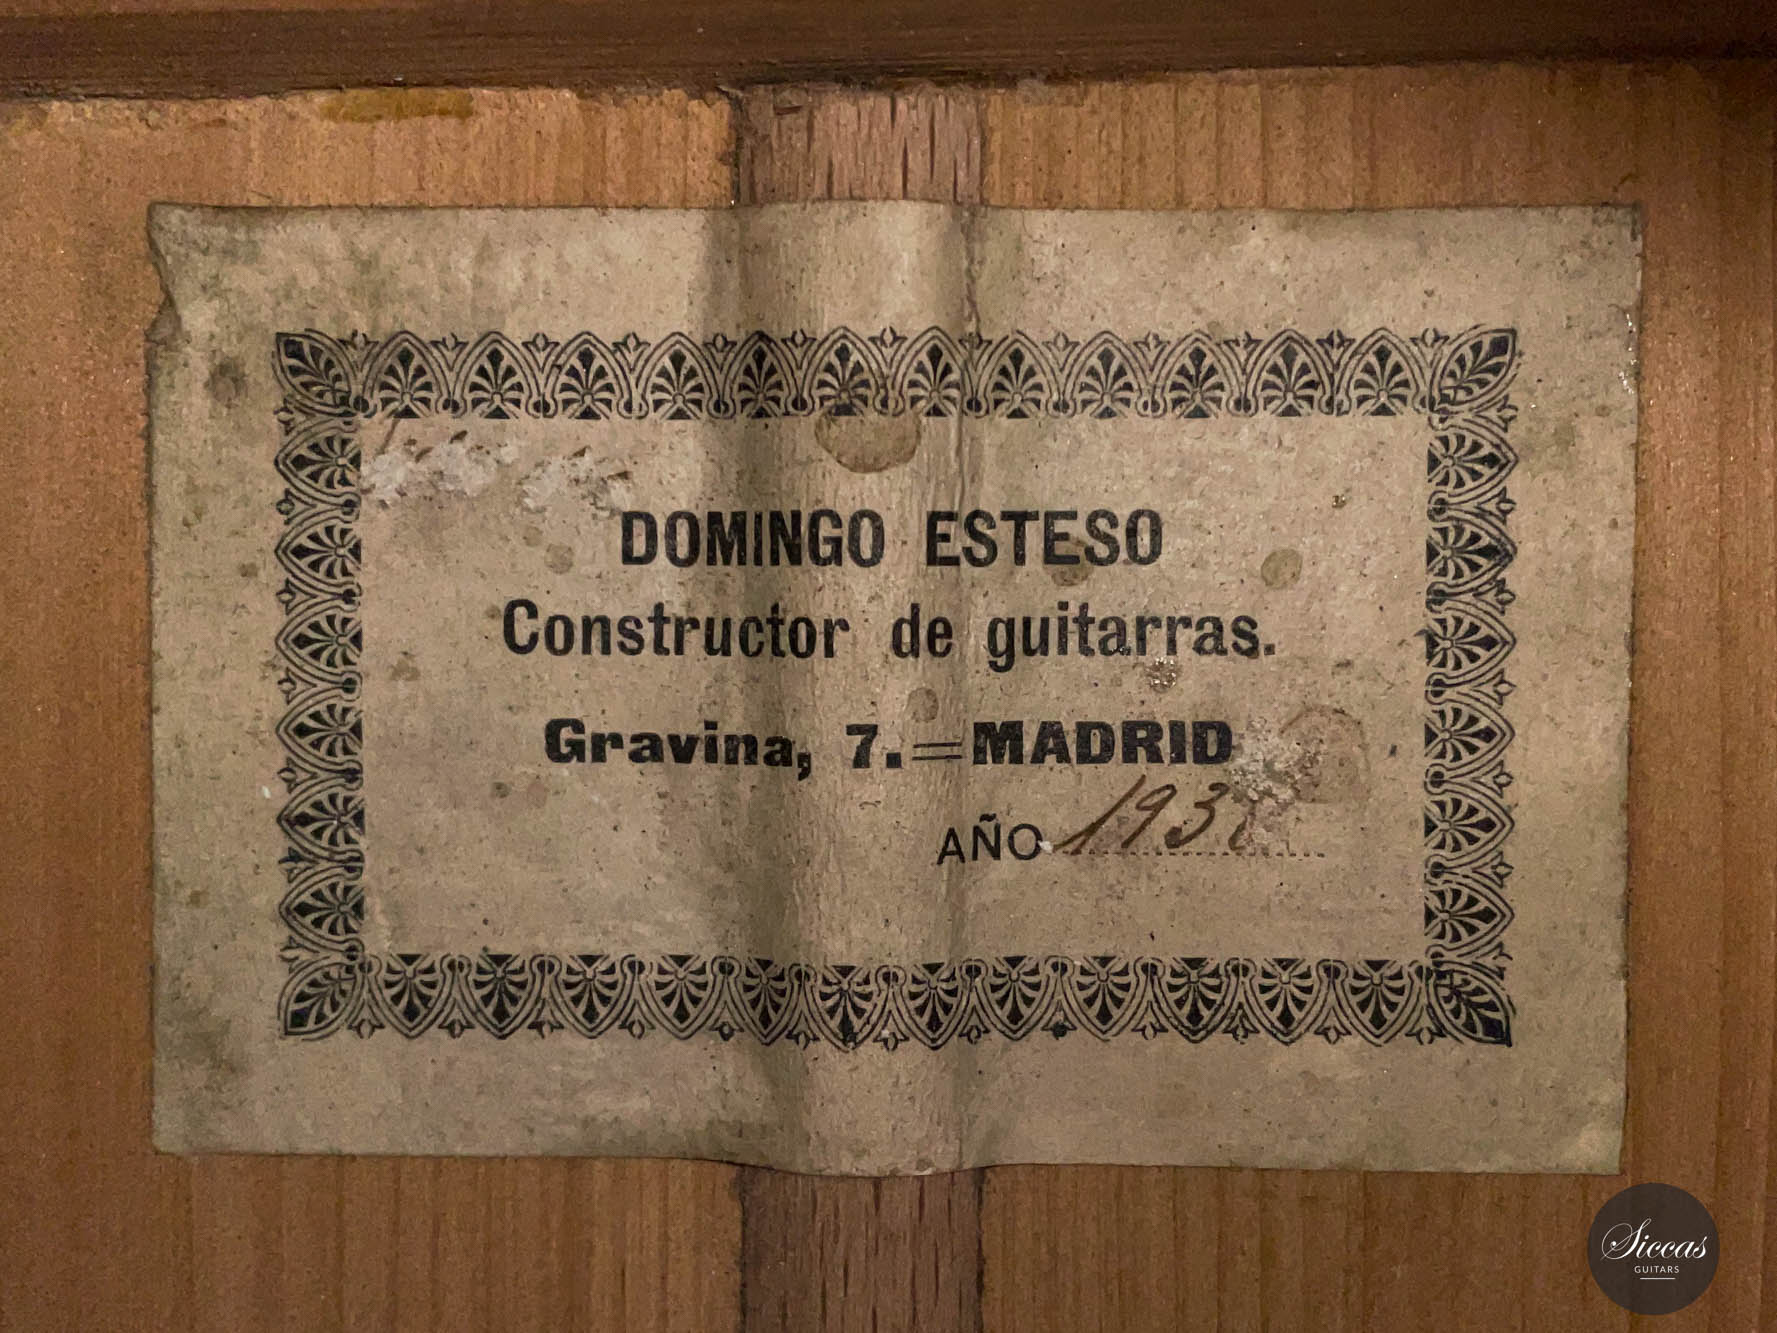 DOMINGO ESTESO
Constructor de guitarras.
Gravina, 7.=MADRID
AÑO
Siccas
GUITARS